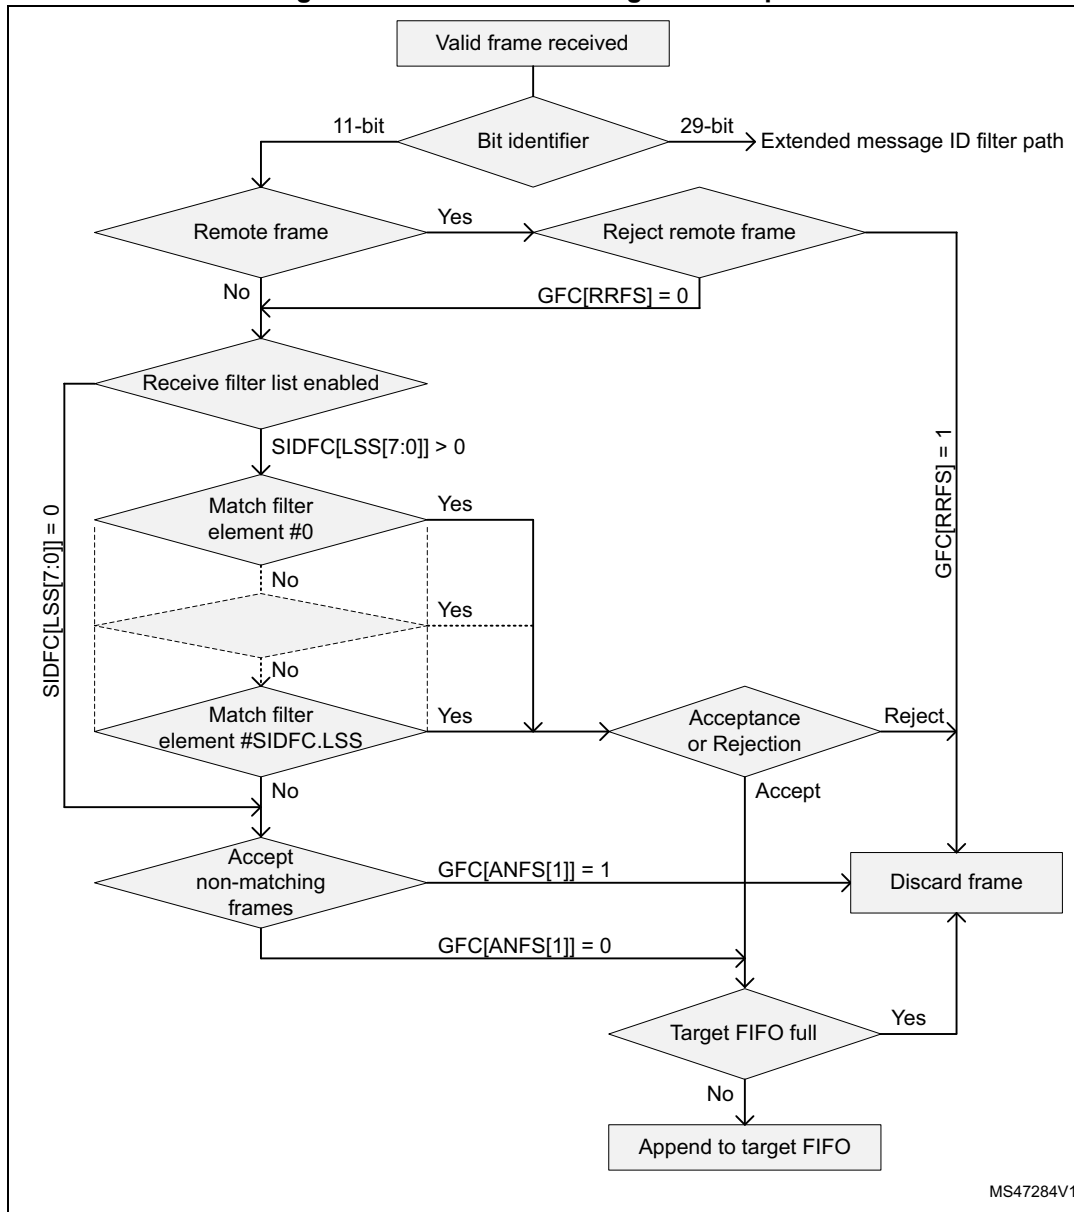 Valid frame received
11-bit
Bit identifier
29-bit
Extended message ID filter path
Remote frame
Yes
Reject remote frame
No
GFC[RRFS] = 0
Receive filter list enabled
SIDFC[LSS[7:0]] > 0
GFC[RRFS] = 1
Match filter
element #0
Yes
SIDFC[LSS[7:0]] = 0
No
Yes
No
Match filter
element #SIDFC.LSS
Yes
Acceptance
or Rejection
Reject
No
Accept
Accept
non-matching
frames
GFC[ANFS[1]] = 1
Discard frame
GFC[ANFS[1]] = 0
Target FIFO full
Yes
No
Append to target FIFO
MS47284V1